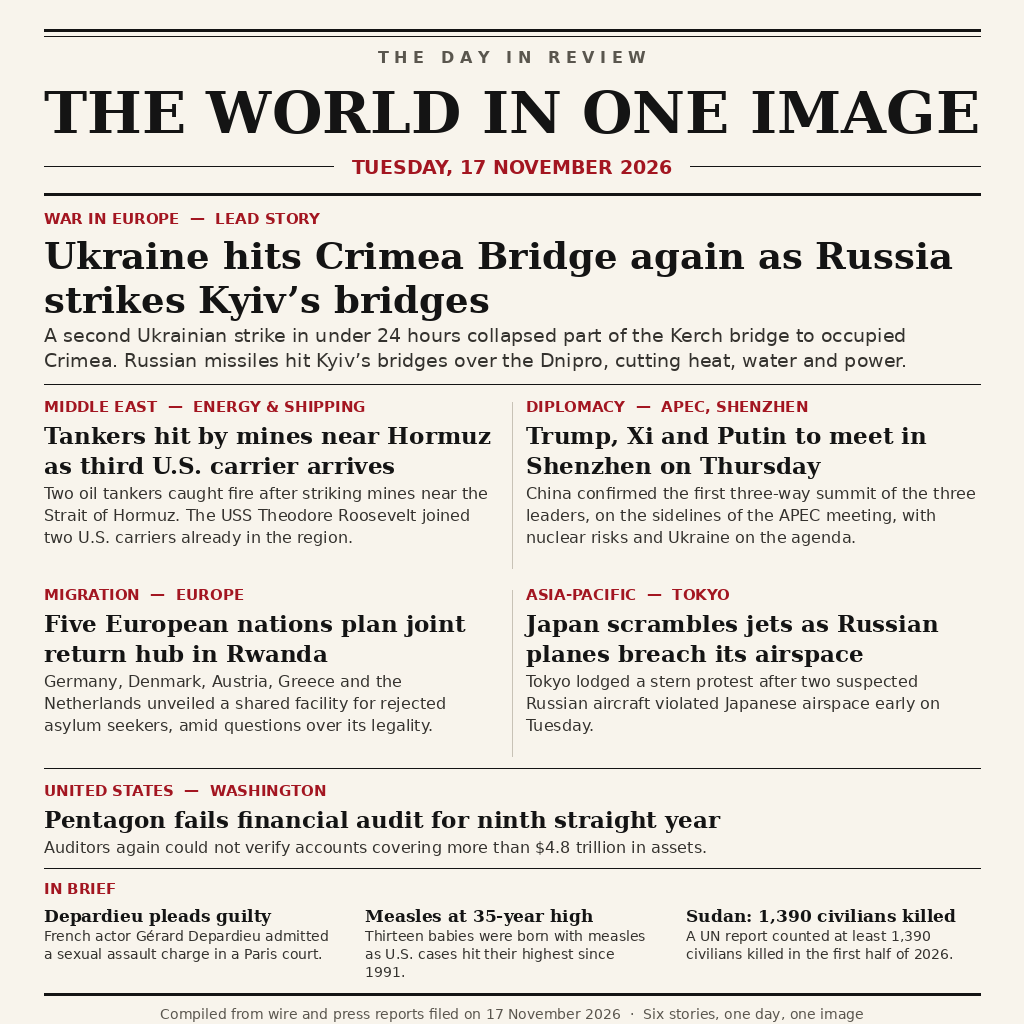 THE DAY IN REVIEW
THE WORLD IN ONE IMAGE
TUESDAY, 17 NOVEMBER 2026
WAR IN EUROPE — LEAD STORY
Ukraine hits Crimea Bridge again as Russia
strikes Kyiv’s bridges
A second Ukrainian strike in under 24 hours collapsed part of the Kerch bridge to occupied
Crimea. Russian missiles hit Kyiv’s bridges over the Dnipro, cutting heat, water and power.
MIDDLE EAST — ENERGY & SHIPPING
Tankers hit by mines near Hormuz
as third U.S. carrier arrives
Two oil tankers caught fire after striking mines near the
Strait of Hormuz. The USS Theodore Roosevelt joined
two U.S. carriers already in the region.
DIPLOMACY — APEC, SHENZHEN
Trump, Xi and Putin to meet in
Shenzhen on Thursday
China confirmed the first three-way summit of the three
leaders, on the sidelines of the APEC meeting, with
nuclear risks and Ukraine on the agenda.
MIGRATION — EUROPE
Five European nations plan joint
return hub in Rwanda
Germany, Denmark, Austria, Greece and the
Netherlands unveiled a shared facility for rejected
asylum seekers, amid questions over its legality.
ASIA-PACIFIC — TOKYO
Japan scrambles jets as Russian
planes breach its airspace
Tokyo lodged a stern protest after two suspected
Russian aircraft violated Japanese airspace early on
Tuesday.
UNITED STATES — WASHINGTON
Pentagon fails financial audit for ninth straight year
Auditors again could not verify accounts covering more than $4.8 trillion in assets.
IN BRIEF
Depardieu pleads guilty
French actor Gérard Depardieu admitted
a sexual assault charge in a Paris court.
Measles at 35-year high
Thirteen babies were born with measles
as U.S. cases hit their highest since
1991.
Sudan: 1,390 civilians killed
A UN report counted at least 1,390
civilians killed in the first half of 2026.
Compiled from wire and press reports filed on 17 November 2026 · Six stories, one day, one image